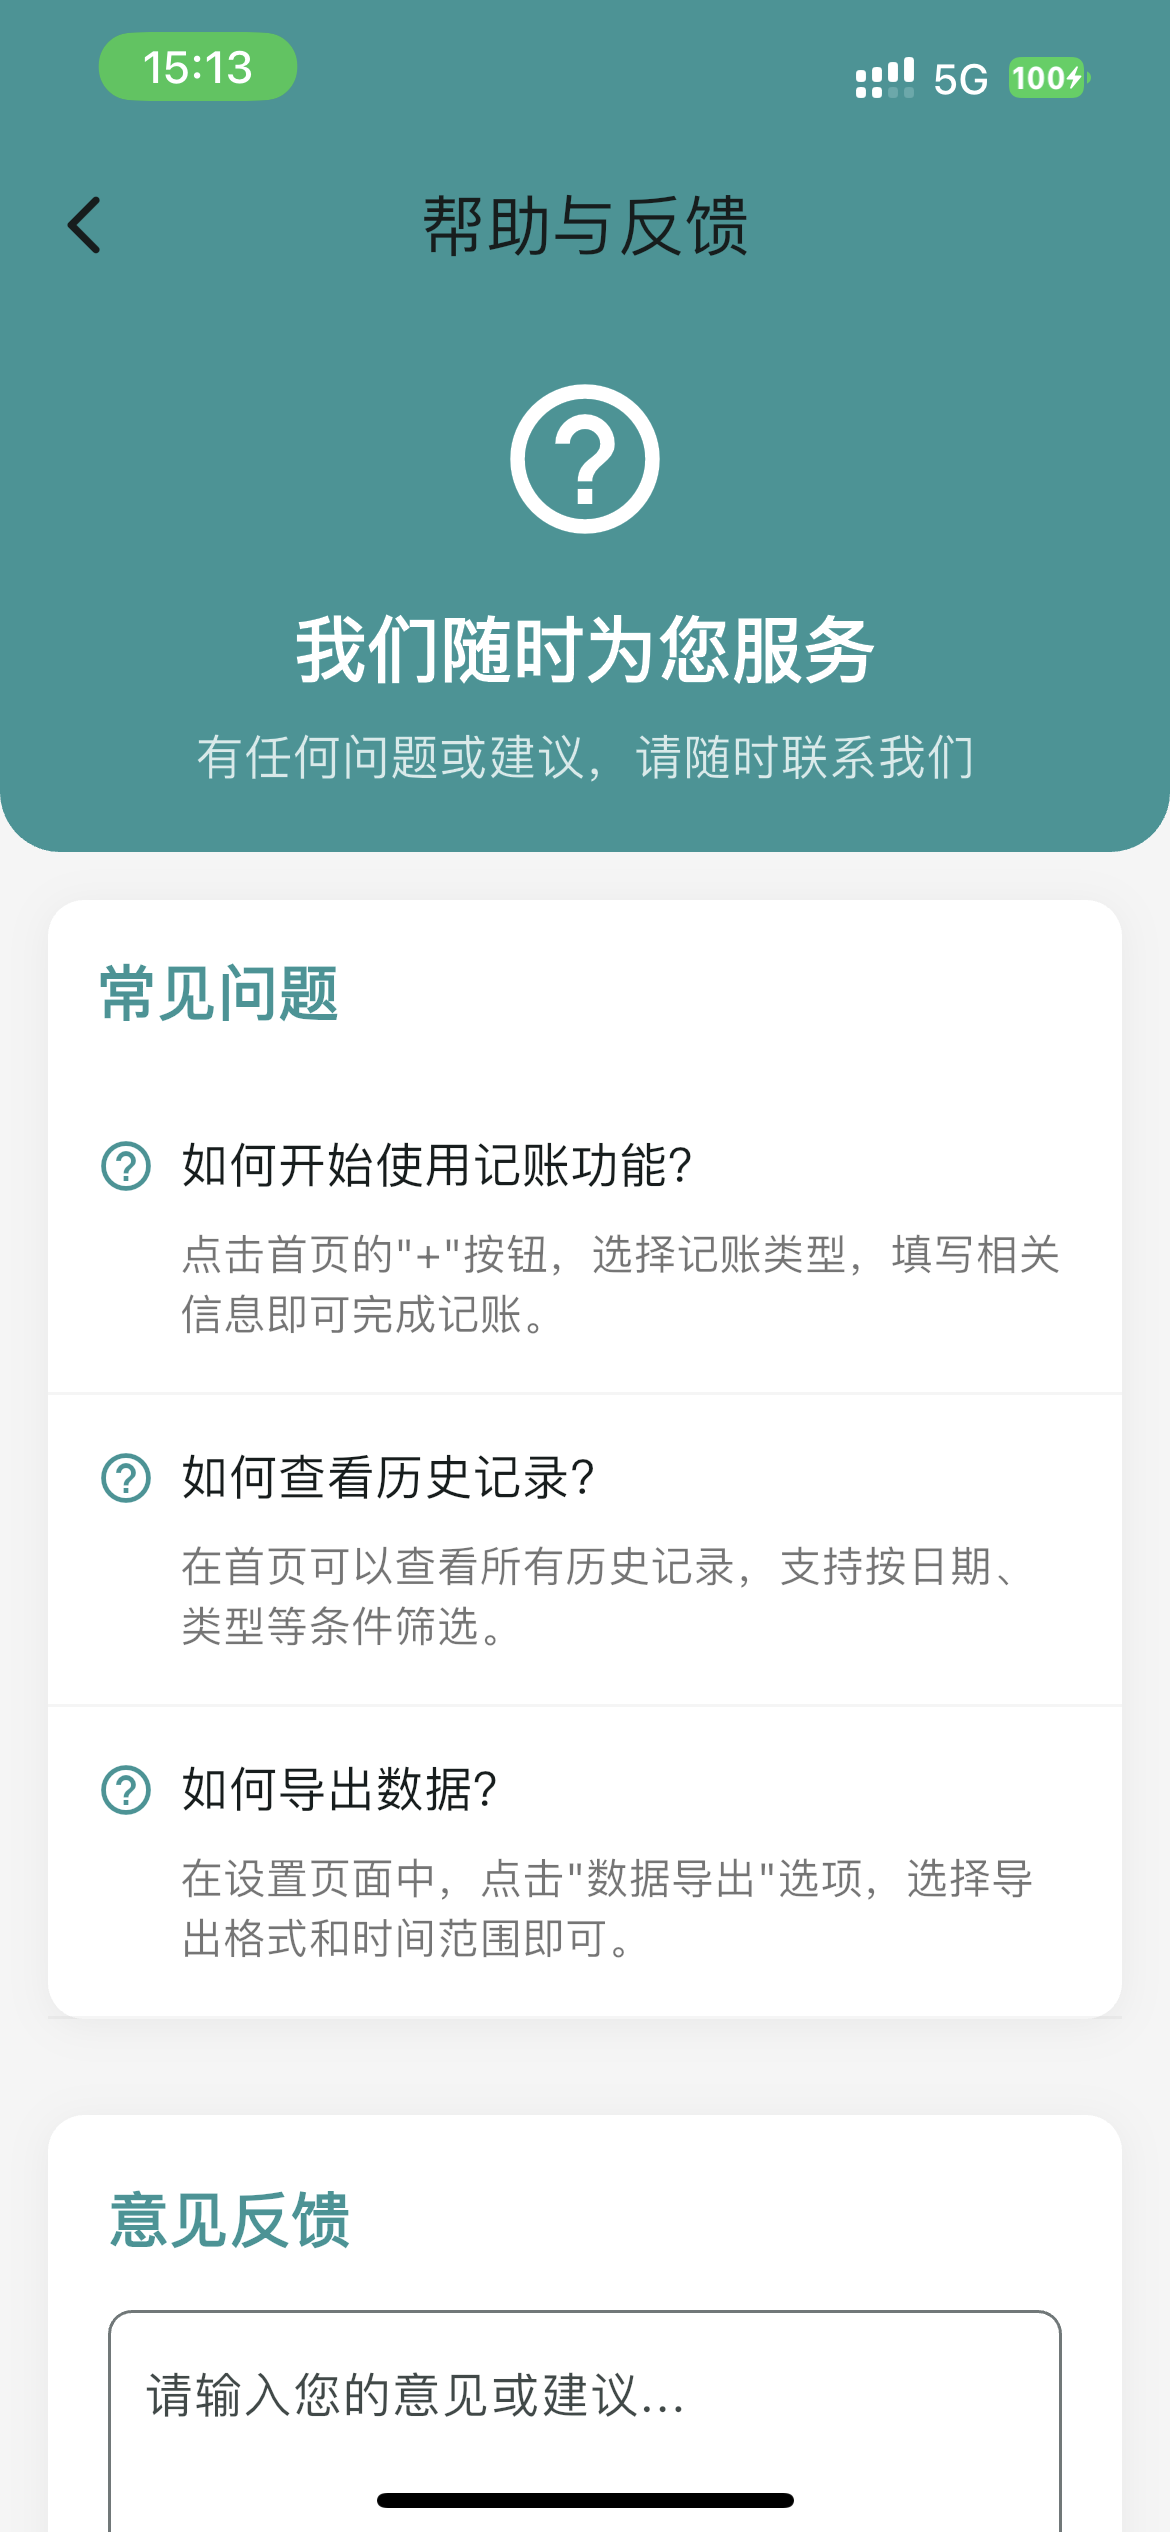 15:13
5G
100
帮助与反馈
我们随时为您服务
有任何问题或建议，请随时联系我们
常见问题
如何开始使用记账功能?
点击首页的"+"按钮，选择记账类型，填写相关
信息即可完成记账。
如何查看历史记录?
在首页可以查看所有历史记录，支持按日期、
类型等条件筛选。
如何导出数据?
在设置页面中，点击"数据导出"选项，选择导
出格式和时间范围即可。
意见反馈
请输入您的意见或建议...